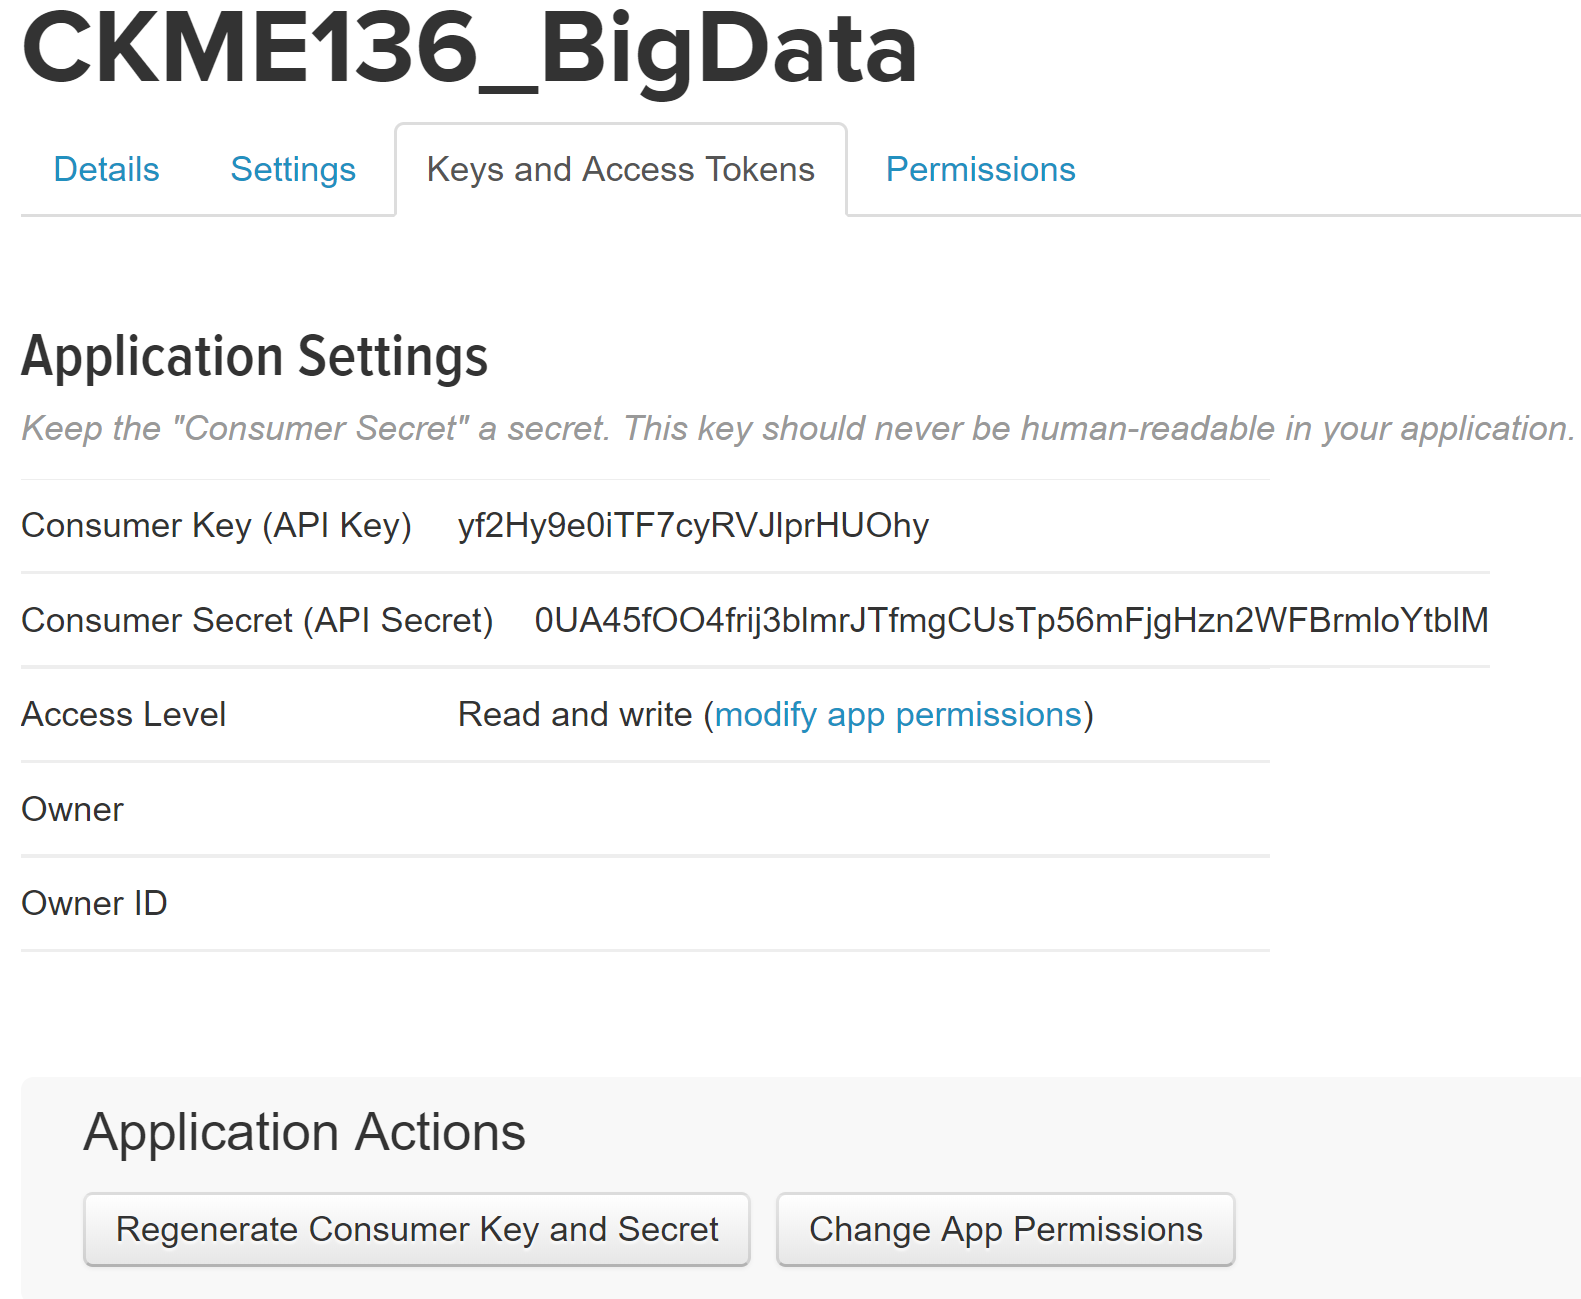 CKME136_BigData
Details Settings Keys and Access Tokens Permissions
Application Settings
Keep the "Consumer Secret" a secret. This key should never be human-readable in your application.
Consumer Key (API Key) yf2Hy9e0iTF7cyRVJlprHUOhy
Consumer Secret (API Secret) 0UA45fOO4frij3blmrJTfmgCUsTp56mFjgHzn2WFBrmloYtblM
Access Level Read and write (modify app permissions)
Owner
Owner ID
Application Actions
Regenerate Consumer Key and Secret Change App Permissions